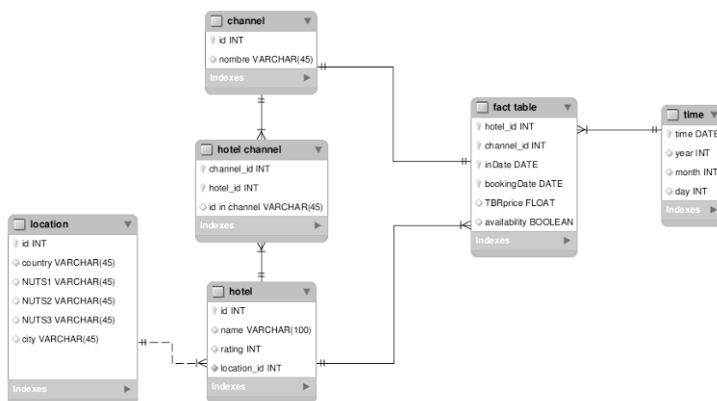 channel
id INT
nombre VARCHAR(45)
Indexes
hotel channel
channel_id INT
hotel_id INT
id in channel VARCHAR(45)
Indexes
location
id INT
country VARCHAR(45)
NUTS1 VARCHAR(45)
NUTS2 VARCHAR(45)
NUTS3 VARCHAR(45)
city VARCHAR(45)
Indexes
hotel
id INT
name VARCHAR(100)
rating INT
location_id INT
Indexes
fact table
hotel_id INT
channel_id INT
inDate DATE
bookingDate DATE
TBRprice FLOAT
availability BOOLEAN
Indexes
time
time DATE
year INT
month INT
day INT
Indexes